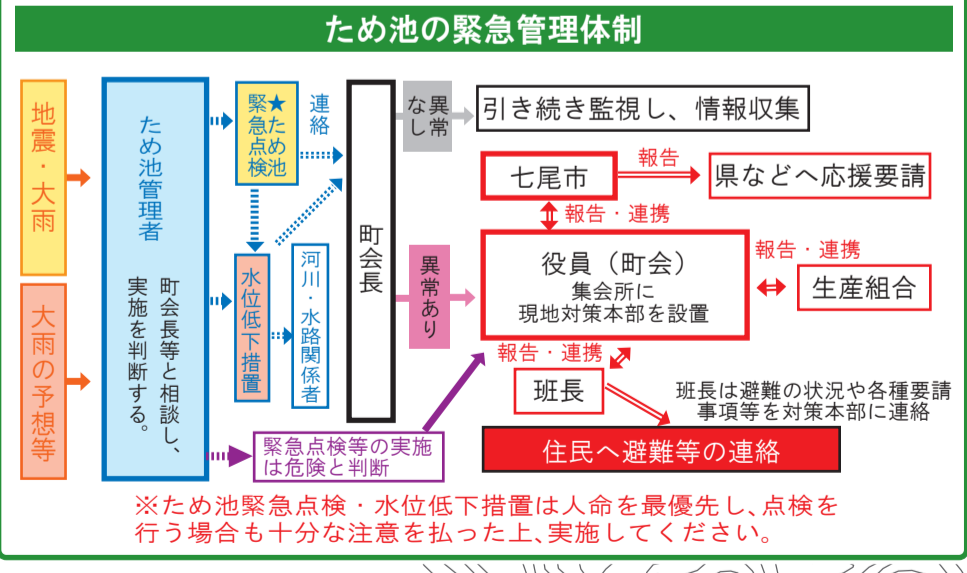 ため池の緊急管理体制
地震・大雨
大雨の予想等
ため池管理者
町会長等と相談し、
実施を判断する。
★ため池
緊急点検
連絡
水位低下措置
河川・水路関係者
緊急点検等の実施
は危険と判断
町会長
異常
なし
引き続き監視し、情報収集
異常あり
七尾市
報告
県などへ応援要請
報告・連携
役員（町会）
集会所に
現地対策本部を設置
報告・連携
生産組合
報告・連携
班長
班長は避難の状況や各種要請
事項等を対策本部に連絡
住民へ避難等の連絡
※ため池緊急点検・水位低下措置は人命を最優先し、点検を
行う場合も十分な注意を払った上、実施してください。